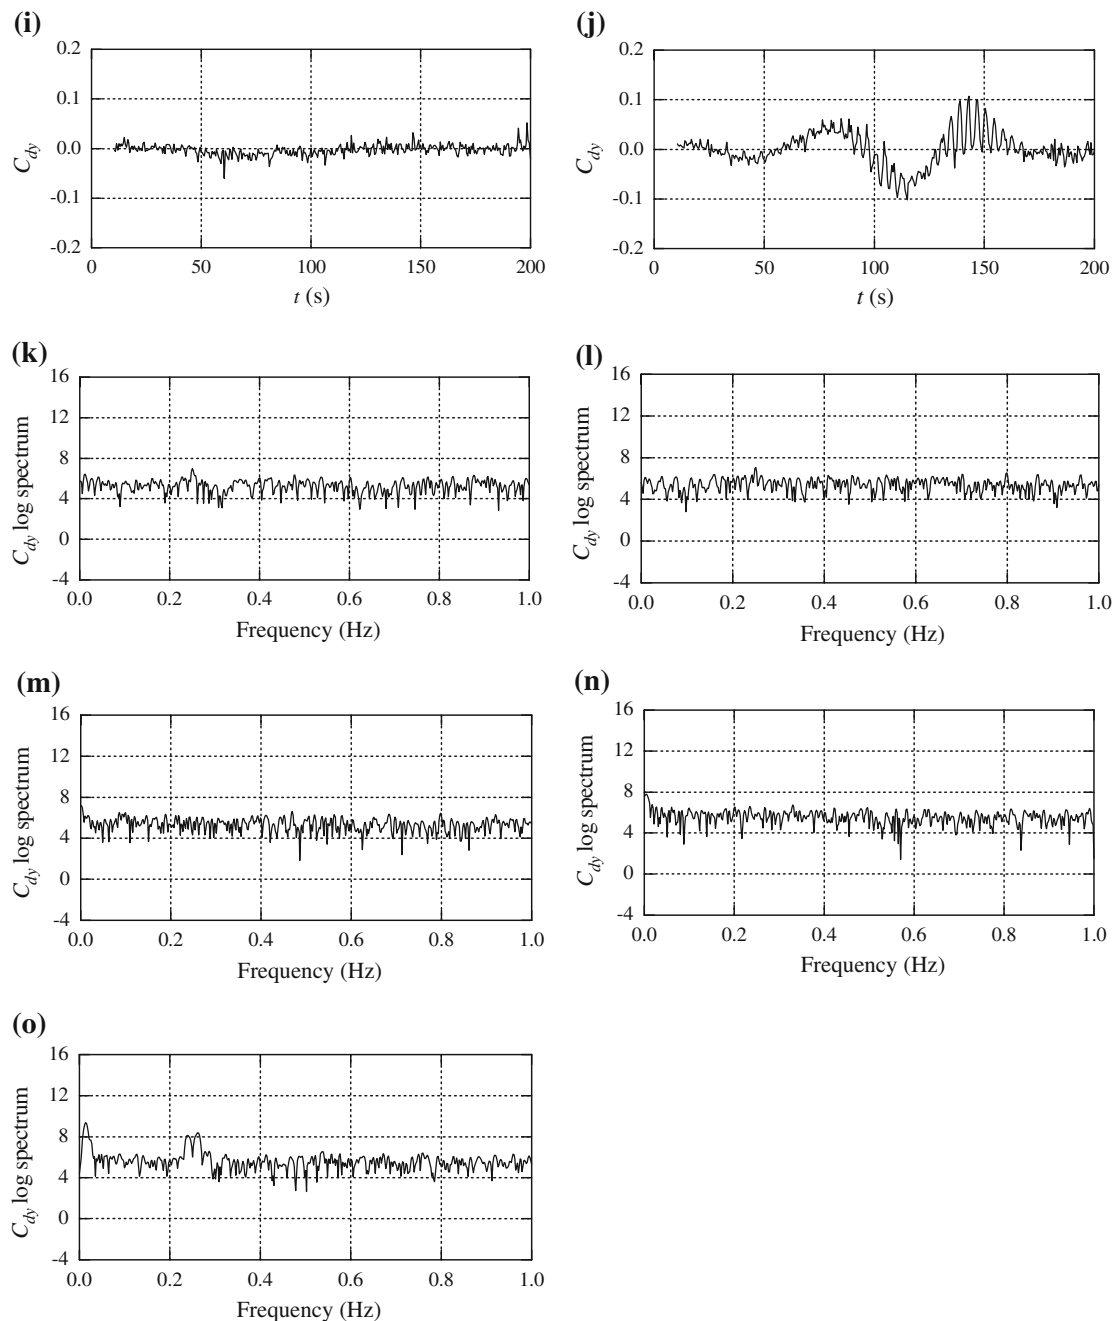 (i)
0.2
0.1
0.0
-0.1
-0.2
C_dy
0 50 100 150 200
t (s)
(j)
0.2
0.1
0.0
-0.1
-0.2
C_dy
0 50 100 150 200
t (s)
(k)
16
12
8
4
0
-4
C_dy log spectrum
0.0 0.2 0.4 0.6 0.8 1.0
Frequency (Hz)
(l)
16
12
8
4
0
-4
C_dy log spectrum
0.0 0.2 0.4 0.6 0.8 1.0
Frequency (Hz)
(m)
16
12
8
4
0
-4
C_dy log spectrum
0.0 0.2 0.4 0.6 0.8 1.0
Frequency (Hz)
(n)
16
12
8
4
0
-4
C_dy log spectrum
0.0 0.2 0.4 0.6 0.8 1.0
Frequency (Hz)
(o)
16
12
8
4
0
-4
C_dy log spectrum
0.0 0.2 0.4 0.6 0.8 1.0
Frequency (Hz)